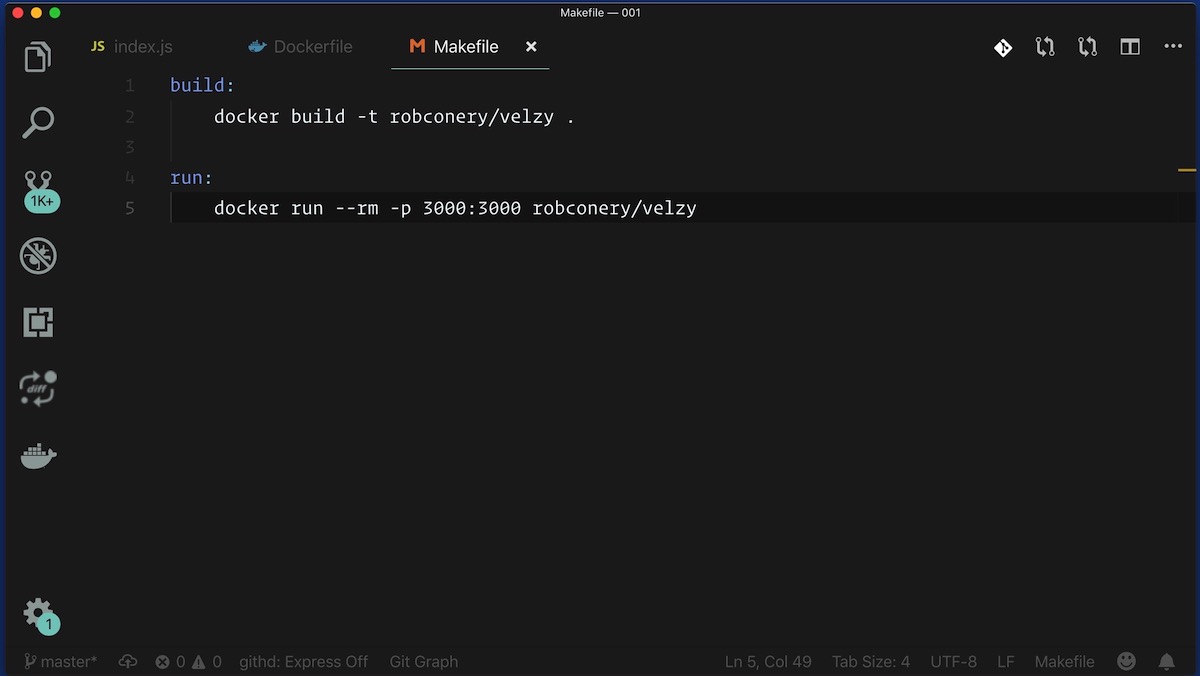 Makefile — 001
JS index.js Dockerfile M Makefile ×
1 build:
2 docker build -t robconery/velzy .
3
4 run:
5 docker run --rm -p 3000:3000 robconery/velzy
1K+
diff
1
master* 0 0 githd: Express Off Git Graph Ln 5, Col 49 Tab Size: 4 UTF-8 LF Makefile